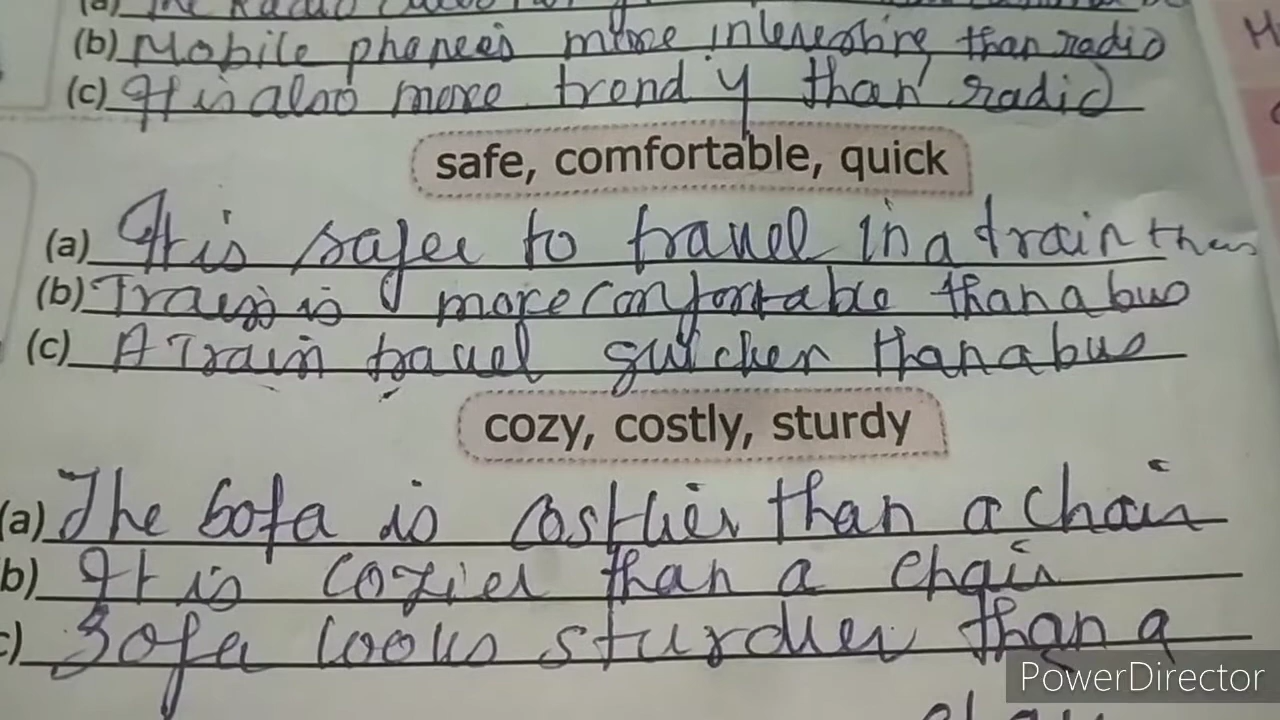 (b) Mobile phone is more interesting than radio
(c) It is also more trendy than radio
safe, comfortable, quick
(a) It is safer to travel in a train than
(b) Train is more comfortable than a bus
(c) A Train travel quicker than a bus
cozy, costly, sturdy
(a) The Sofa is costlier than a chair
b) It is cozier than a chair
c) Sofa looks sturdier than a
PowerDirector